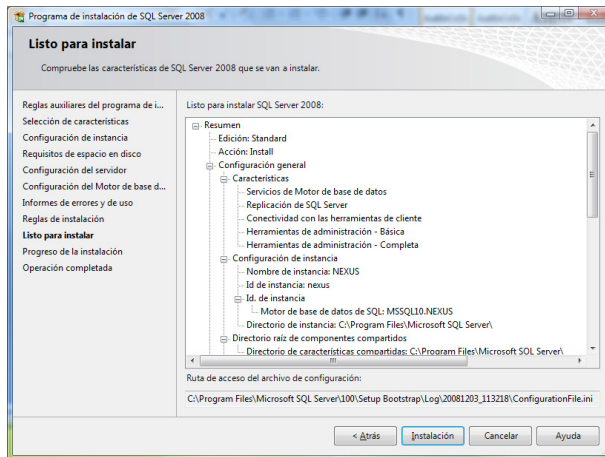 Programa de instalación de SQL Server 2008
Listo para instalar
Compruebe las características de SQL Server 2008 que se van a instalar.
Reglas auxiliares del programa de i...
Selección de características
Configuración de instancia
Requisitos de espacio en disco
Configuración del servidor
Configuración del Motor de base d...
Informes de errores y de uso
Reglas de instalación
Listo para instalar
Progreso de la instalación
Operación completada
Listo para instalar SQL Server 2008:
Resumen
Edición: Standard
Acción: Install
Configuración general
Características
Servicios de Motor de base de datos
Replicación de SQL Server
Conectividad con las herramientas de cliente
Herramientas de administración - Básica
Herramientas de administración - Completa
Configuración de instancia
Nombre de instancia: NEXUS
Id de instancia: nexus
Id. de instancia
Motor de base de datos de SQL: MSSQL10.NEXUS
Directorio de instancia: C:\Program Files\Microsoft SQL Server\
Directorio raíz de componentes compartidos
Directorio de características compartidas: C:\Program Files\Microsoft SQL Server\
Ruta de acceso del archivo de configuración:
C:\Program Files\Microsoft SQL Server\100\Setup Bootstrap\Log\20081203_113218\ConfigurationFile.ini
< Atrás
Instalación
Cancelar
Ayuda